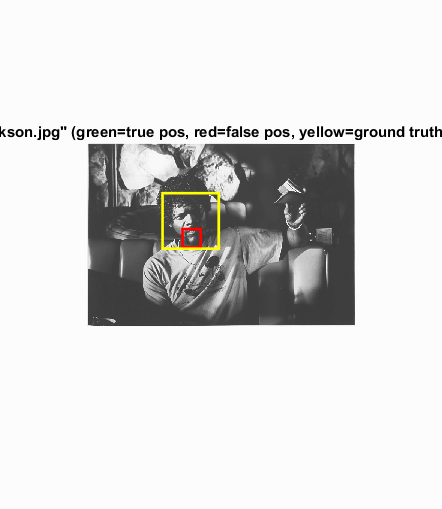 kson.jpg" (green=true pos, red=false pos, yellow=ground truth